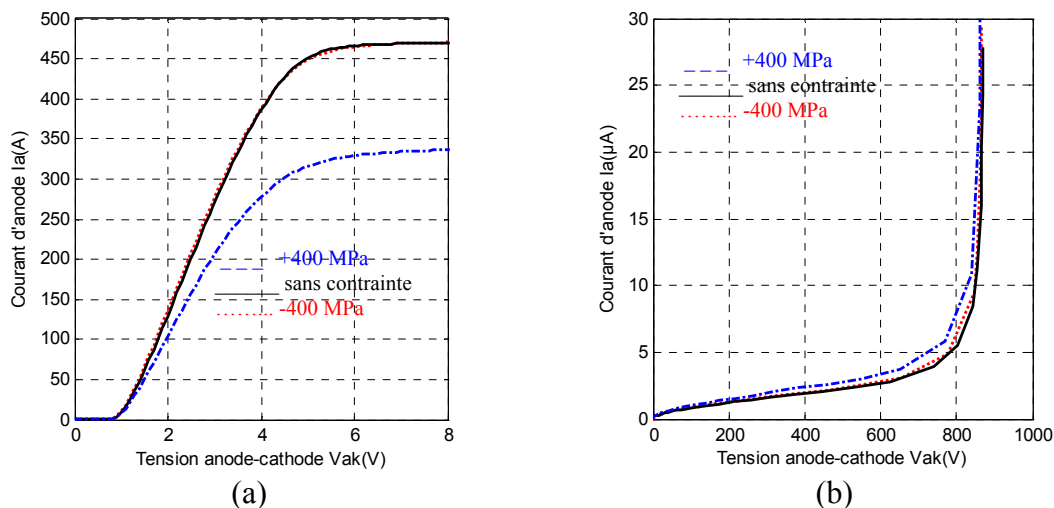 500
450
400
350
300
250
200
150
100
50
0
Courant d'anode Ia(A)
+400 MPa
sans contrainte
-400 MPa
0 2 4 6 8
Tension anode-cathode Vak(V)
(a)
30
25
20
15
10
5
0
Courant d'anode Ia(µA)
+400 MPa
sans contrainte
-400 MPa
0 200 400 600 800 1000
Tension anode-cathode Vak(V)
(b)